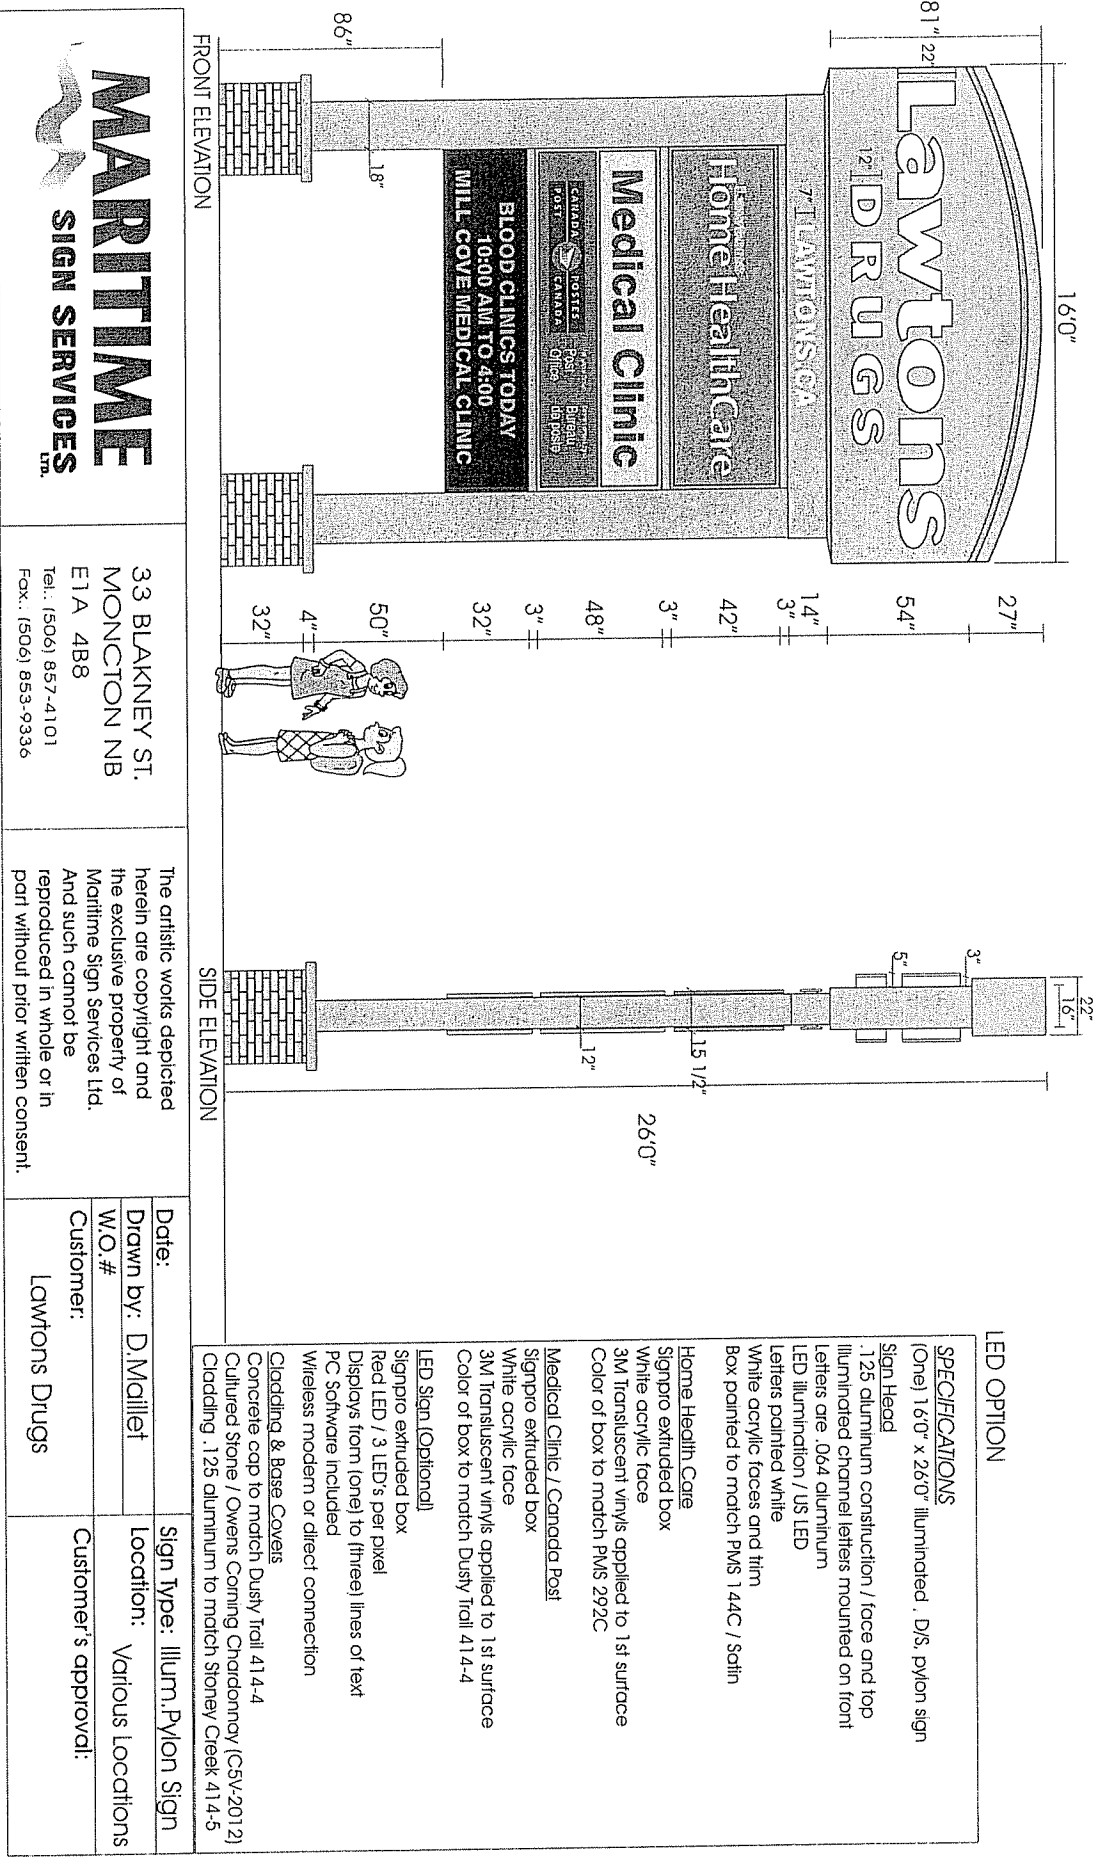 LED OPTION
16'0"
81"
22"
Lawtons
12"
DRUGS
7"
LAWTONS.CA
Home HealthCare
Medical Clinic
CANADA POST
POSTES CANADA
Post Office
Bureau de poste
BLOOD CLINICS TODAY
10:00 AM TO 4:00
MILL COVE MEDICAL CLINIC
86"
18"
FRONT ELEVATION
27"
54"
14"
3"
42"
3"
48"
3"
32"
50"
4"
32"
22"
16"
3"
5"
15 1/2"
12"
26'0"
SIDE ELEVATION
SPECIFICATIONS
(One) 16'0" x 26'0" illuminated , D/S, pylon sign
Sign Head
.125 aluminum construction / face and top
Illuminated channel letters mounted on front
Letters are .064 aluminum
LED illumination / US LED
Letters painted white
White acrylic faces and trim
Box painted to match PMS 144C / Satin
Home Health Care
Signpro extruded box
White acrylic face
3M Transluscent vinyls applied to 1st surface
Color of box to match PMS 292C
Medical Clinic / Canada Post
Signpro extruded box
White acrylic face
3M Transluscent vinyls applied to 1st surface
Color of box to match Dusty Trail 414-4
LED Sign (Optional)
Signpro extruded box
Red LED / 3 LED's per pixel
Displays from (one) to (three) lines of text
PC Software included
Wireless modem or direct connection
Cladding & Base Covers
Concrete cap to match Dusty Trail 414-4
Cultured Stone / Owens Corning Chardonnay (C5V-2012)
Cladding .125 aluminum to match Stoney Creek 414-5
MARITIME
SIGN SERVICES LTD.
33 BLAKNEY ST.
MONCTON NB
E1A 4B8
Tel.: (506) 857-4101
Fax.: (506) 853-9336
The artistic works depicted
herein are copyright and
the exclusive property of
Maritime Sign Services Ltd.
And such cannot be
reproduced in whole or in
part without prior written consent.
Date:
Drawn by: D.Maillet
W.O.#
Customer:
Lawtons Drugs
Sign Type: Illum.Pylon Sign
Location: Various Locations
Customer's approval: